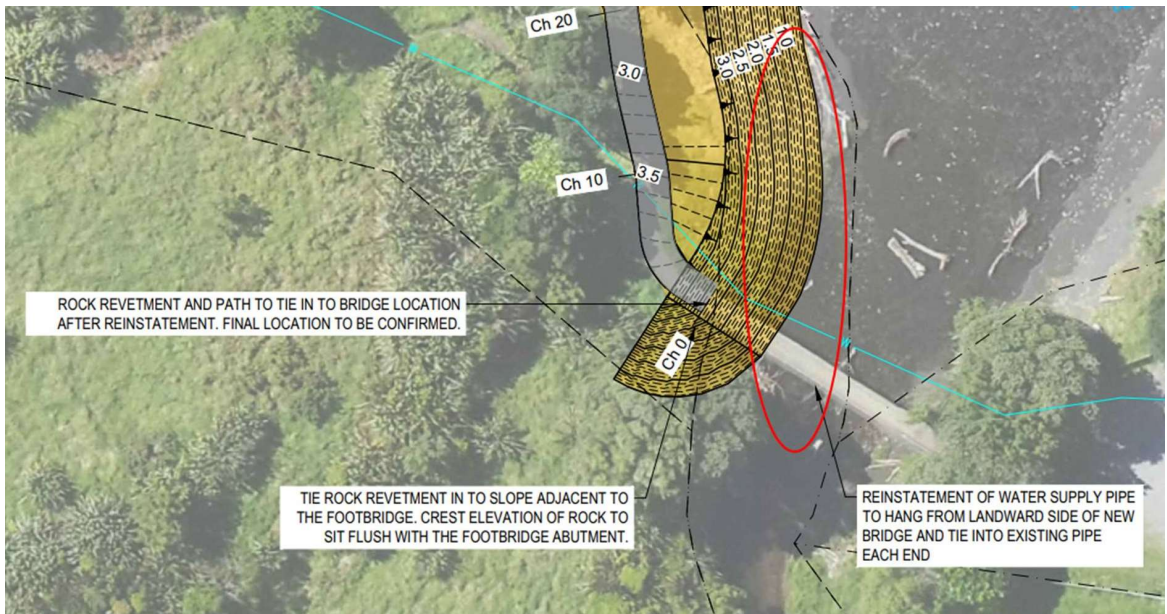 Ch 20
1.0
1.5
2.0
2.5
3.0
3.0
Ch 10
3.5
ROCK REVETMENT AND PATH TO TIE IN TO BRIDGE LOCATION
AFTER REINSTATEMENT. FINAL LOCATION TO BE CONFIRMED.
Ch 0
TIE ROCK REVETMENT IN TO SLOPE ADJACENT TO
THE FOOTBRIDGE. CREST ELEVATION OF ROCK TO
SIT FLUSH WITH THE FOOTBRIDGE ABUTMENT.
REINSTATEMENT OF WATER SUPPLY PIPE
TO HANG FROM LANDWARD SIDE OF NEW
BRIDGE AND TIE INTO EXISTING PIPE
EACH END